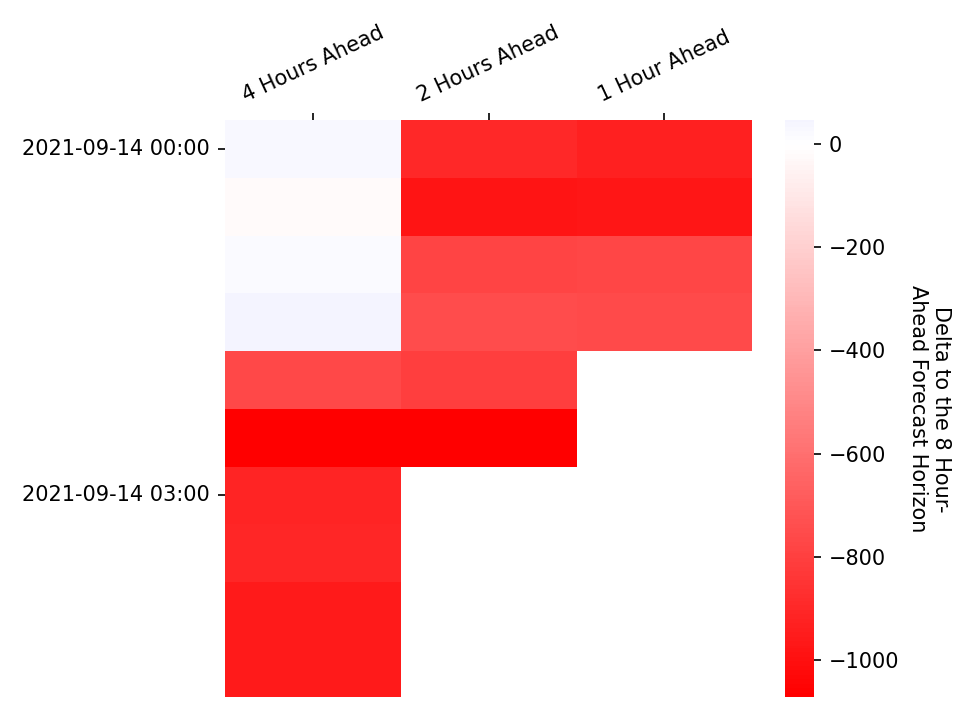 4 Hours Ahead
2 Hours Ahead
1 Hour Ahead
2021-09-14 00:00
2021-09-14 03:00
0
−200
−400
−600
−800
−1000
Delta to the 8 Hour-
Ahead Forecast Horizon